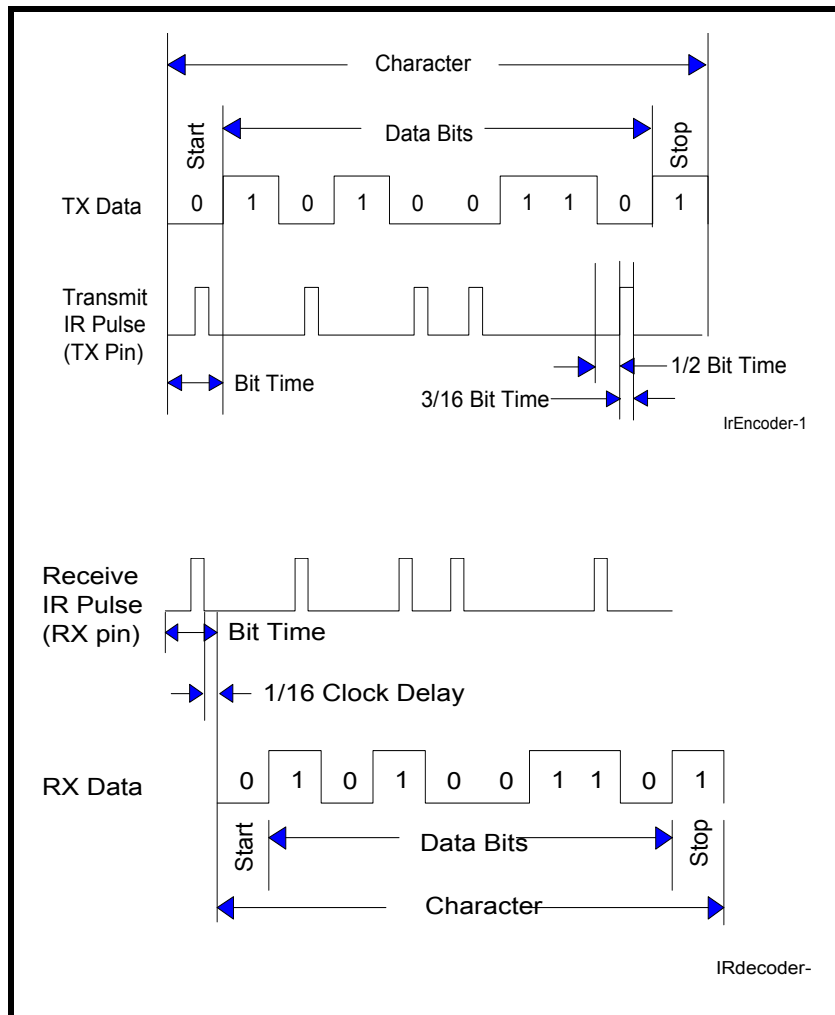 Character
Start
Data Bits
Stop
TX Data
0 1 0 1 0 0 1 1 0 1
Transmit
IR Pulse
(TX Pin)
Bit Time
1/2 Bit Time
3/16 Bit Time
IrEncoder-1
Receive
IR Pulse
(RX pin)
Bit Time
1/16 Clock Delay
RX Data
0 1 0 1 0 0 1 1 0 1
Start
Data Bits
Stop
Character
IRdecoder-